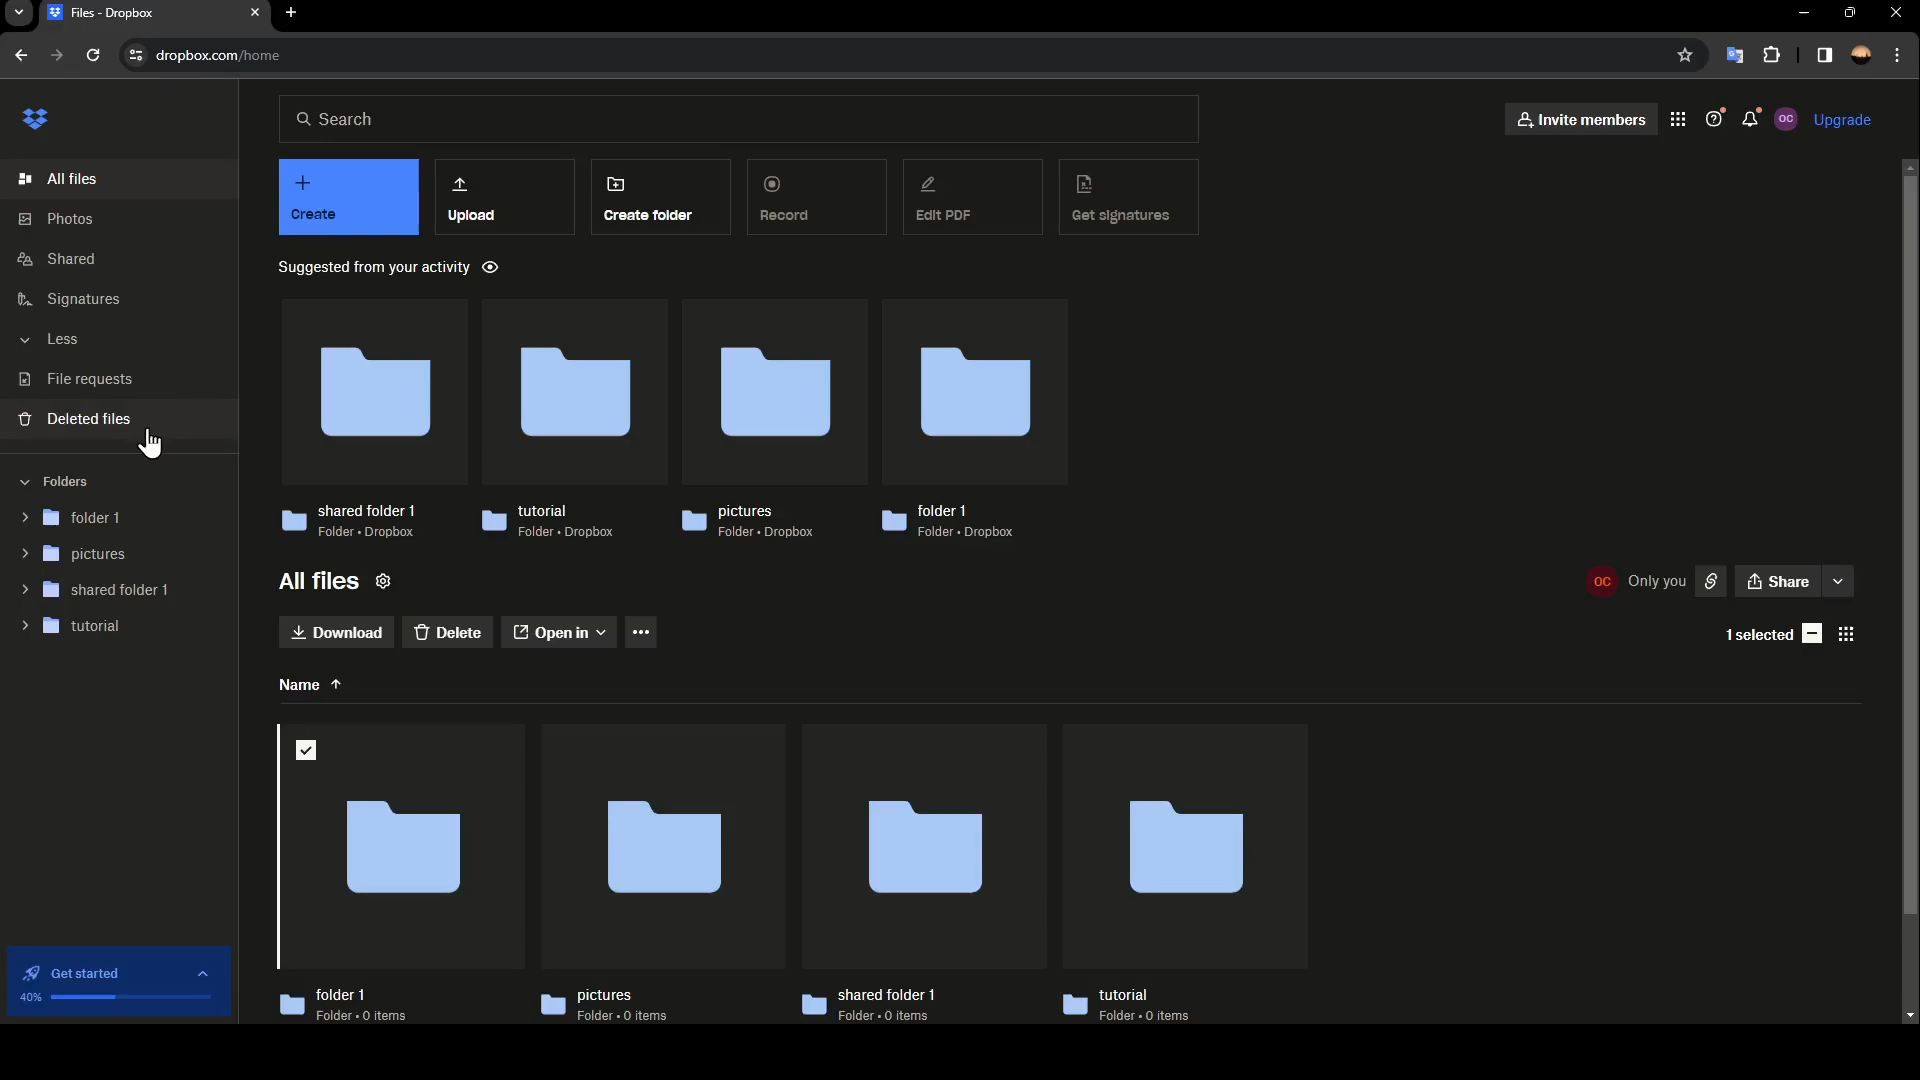 Files - Dropbox
dropbox.com/home
Search
Invite members
OC
Upgrade
All files
Photos
Shared
Signatures
Less
File requests
Deleted files
Folders
folder 1
pictures
shared folder 1
tutorial
Get started
40%
Create
Upload
Create folder
Record
Edit PDF
Get signatures
Suggested from your activity
shared folder 1
Folder • Dropbox
tutorial
Folder • Dropbox
pictures
Folder • Dropbox
folder 1
Folder • Dropbox
All files
OC
Only you
Share
Download
Delete
Open in
1 selected
Name
folder 1
Folder • 0 items
pictures
Folder • 0 items
shared folder 1
Folder • 0 items
tutorial
Folder • 0 items